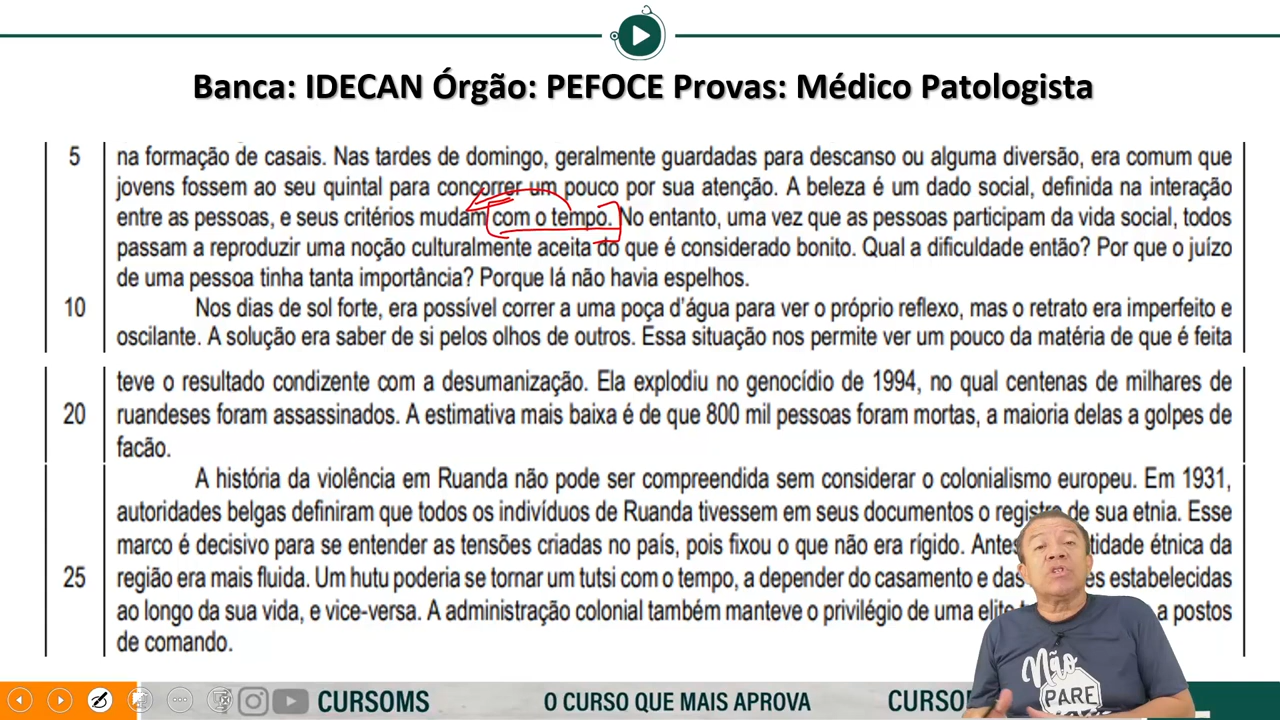 Banca: IDECAN Órgão: PEFOCE Provas: Médico Patologista
5 na formação de casais. Nas tardes de domingo, geralmente guardadas para descanso ou alguma diversão, era comum que
jovens fossem ao seu quintal para concorrer um pouco por sua atenção. A beleza é um dado social, definida na interação
entre as pessoas, e seus critérios mudam com o tempo. No entanto, uma vez que as pessoas participam da vida social, todos
passam a reproduzir uma noção culturalmente aceita do que é considerado bonito. Qual a dificuldade então? Por que o juízo
de uma pessoa tinha tanta importância? Porque lá não havia espelhos.
10 Nos dias de sol forte, era possível correr a uma poça d'água para ver o próprio reflexo, mas o retrato era imperfeito e
oscilante. A solução era saber de si pelos olhos de outros. Essa situação nos permite ver um pouco da matéria de que é feita
teve o resultado condizente com a desumanização. Ela explodiu no genocídio de 1994, no qual centenas de milhares de
20 ruandeses foram assassinados. A estimativa mais baixa é de que 800 mil pessoas foram mortas, a maioria delas a golpes de
facão.
A história da violência em Ruanda não pode ser compreendida sem considerar o colonialismo europeu. Em 1931,
autoridades belgas definiram que todos os indivíduos de Ruanda tivessem em seus documentos o registro de sua etnia. Esse
marco é decisivo para se entender as tensões criadas no país, pois fixou o que não era rígido. Antes étnica da
25 região era mais fluida. Um hutu poderia se tornar um tutsi com o tempo, a depender do casamento e das estabelecidas
ao longo da sua vida, e vice-versa. A administração colonial também manteve o privilégio de uma elite a postos
de comando.
Não
PARE
CURSOMS O CURSO QUE MAIS APROVA CURSO